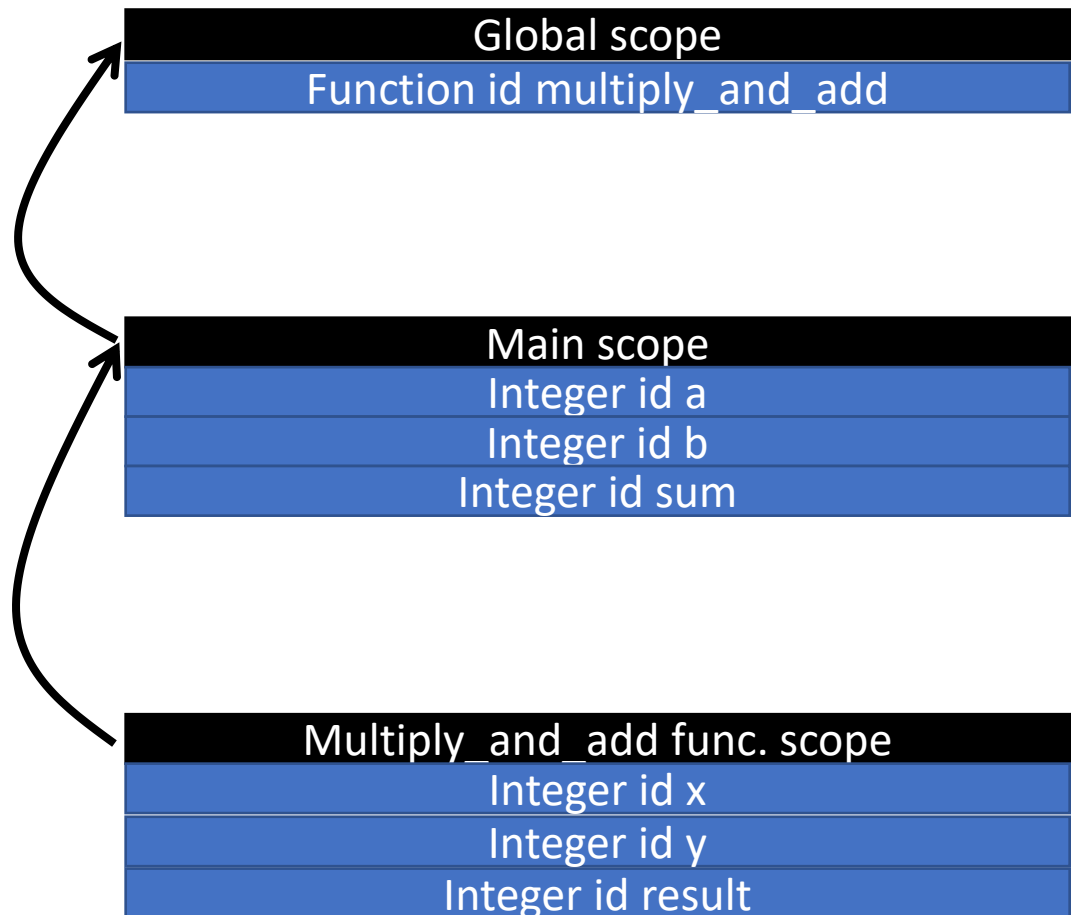 Global scope
Function id multiply_and_add
Main scope
Integer id a
Integer id b
Integer id sum
Multiply_and_add func. scope
Integer id x
Integer id y
Integer id result